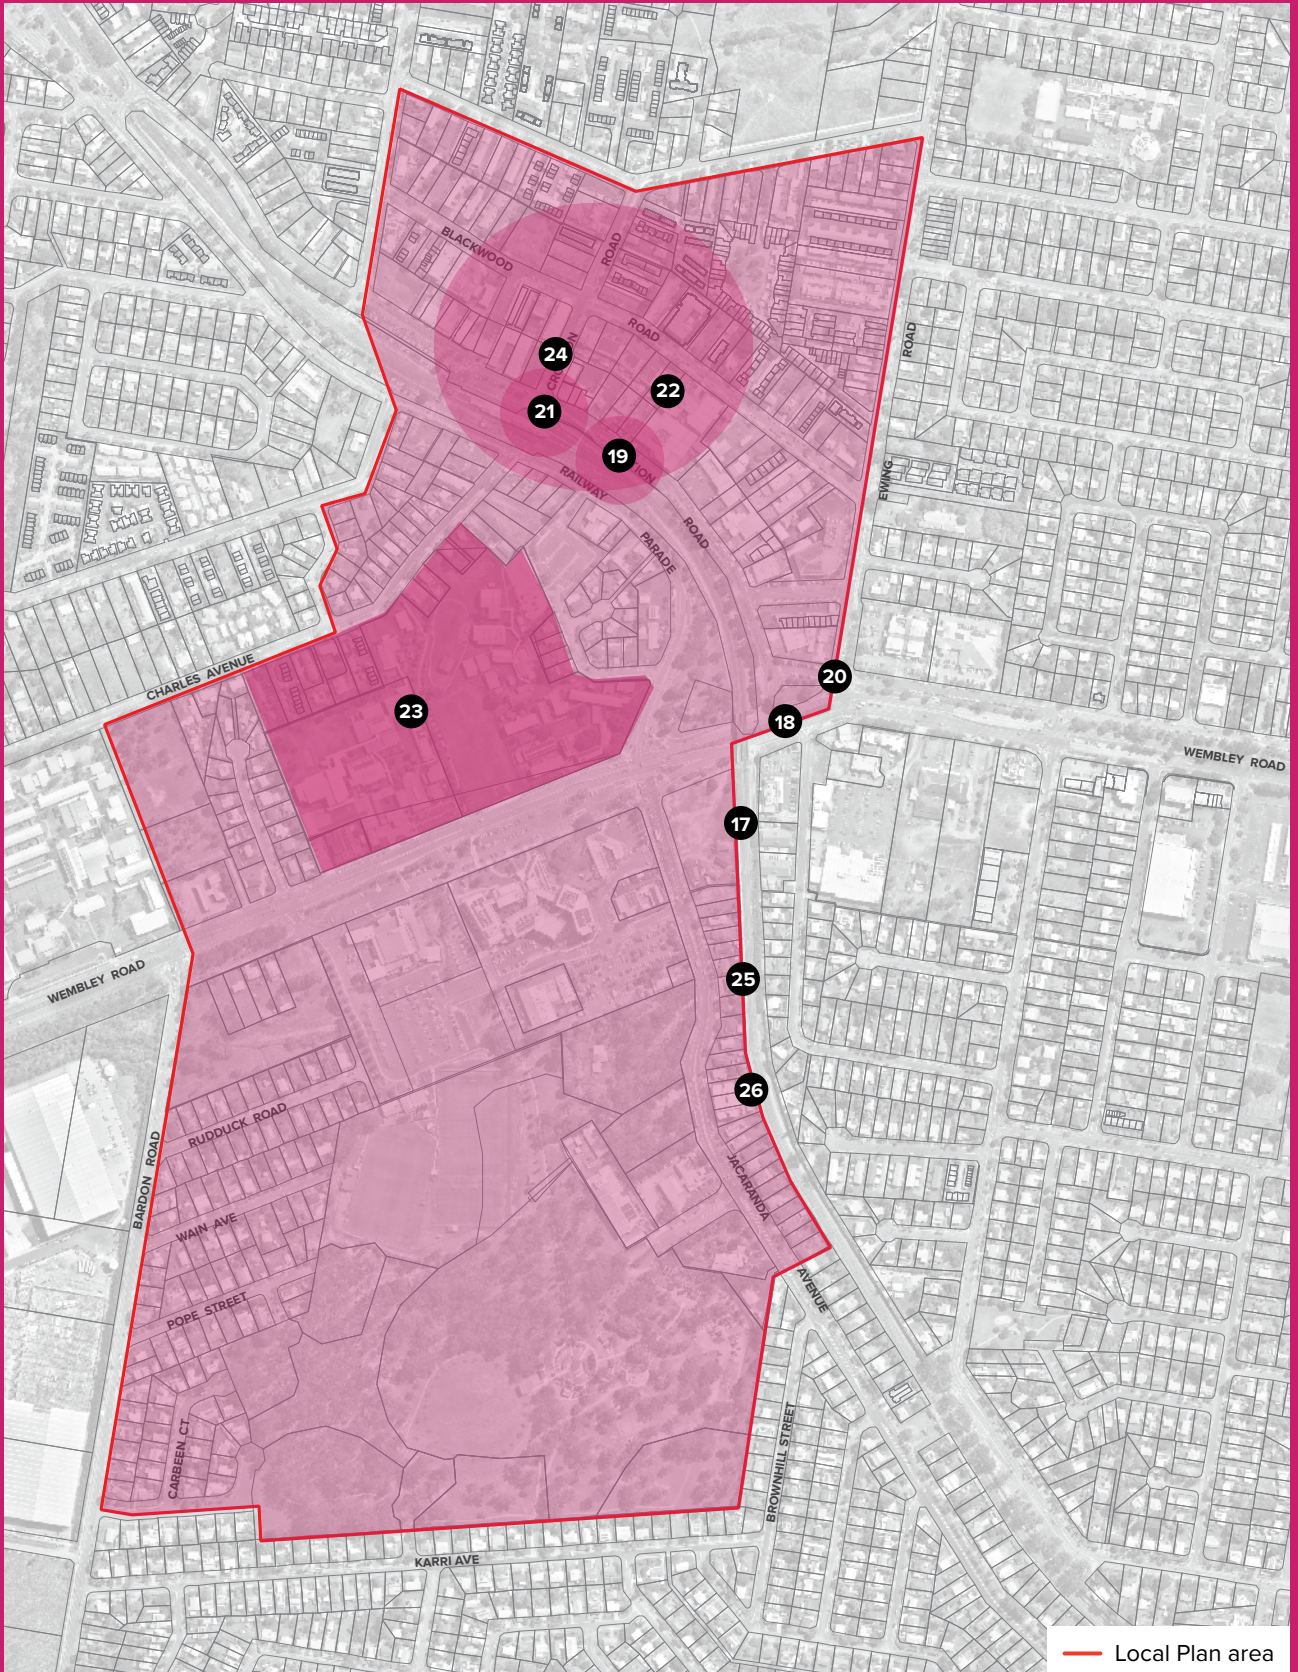 BLACKWOOD
ROAD
ROAD
ROAD
24
22
21
19
RAILWAY
EWING
PARADE
ROAD
CHARLES AVENUE
20
23
18
WEMBLEY ROAD
17
WEMBLEY ROAD
25
26
RUDDUCK ROAD
BARDON ROAD
JACARANDA
WAIN AVE
AVENUE
POPE STREET
CARBEEN CT
BROWNHILL STREET
KARRI AVE
Local Plan area